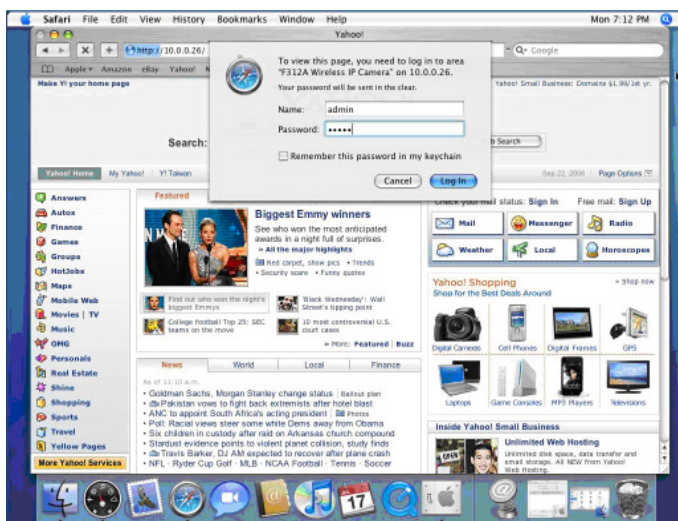 Safari File Edit View History Bookmarks Window Help Mon 7:12 PM
Yahoo!
http://10.0.0.26/
Google
Apple Amazon eBay Yahoo!
To view this page, you need to log in to area
"F312A Wireless IP Camera" on 10.0.0.26.
Your password will be sent in the clear.
Name: admin
Password: •••••
Remember this password in my keychain
Cancel Log In
Make Y! your home page
Yahoo! Small Business: Domains $1.99/1st yr.
Search:
Search
Yahoo! Home My Yahoo! Y! Taiwan
Sep 22, 2008 Page Options
Answers
Autos
Finance
Games
Groups
HotJobs
Maps
Mobile Web
Movies | TV
Music
OMG
Personals
Real Estate
Shine
Shopping
Sports
Travel
Yellow Pages
More Yahoo! Services
Featured
Biggest Emmy winners
See who won the most anticipated
awards in a night full of surprises.
» All the major highlights
Red carpet, show pics • Trends
• Security scare • Funny quotes
Find out who won the night's
biggest Emmys
'Black Wednesday': Wall
Street's tipping point
College football Top 25: SEC
teams on the move
10 most controversial U.S.
court cases
» More: Featured | Buzz
News World Local Finance
As of 11:10 a.m.
• Goldman Sachs, Morgan Stanley change status | Bailout plan
• Pakistan vows to fight back extremists after hotel blast
• ANC to appoint South Africa's acting president | Photos
• Poll: Racial views steer some white Dems away from Obama
• Six children in custody after raid on Arkansas church compound
• Stardust evidence points to violent planet collision, study finds
• Travis Barker, DJ AM expected to recover after plane crash
• NFL - Ryder Cup Golf - MLB - NCAA Football - Tennis - Soccer
Check your mail status: Sign In Free mail: Sign Up
Mail Messenger Radio
Weather Local Horoscopes
Yahoo! Shopping
» Shop now
Shop for the Best Deals Around
Digital Cameras Cell Phones Digital Frames GPS
Laptops Game Consoles MP3 Players Televisions
Inside Yahoo! Small Business
Unlimited Web Hosting
Unlimited disk space, data transfer and
email storage. All NEW from Yahoo!
Web Hosting.
OPEN
JUL
17